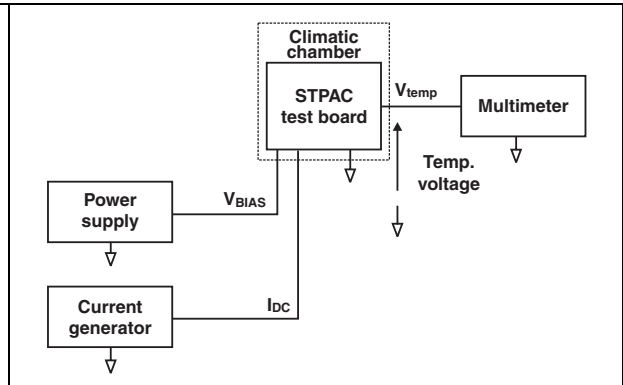 Climatic
chamber
STPAC
test board
Vtemp
Multimeter
Temp.
voltage
Power
supply
VBIAS
Current
generator
IDC